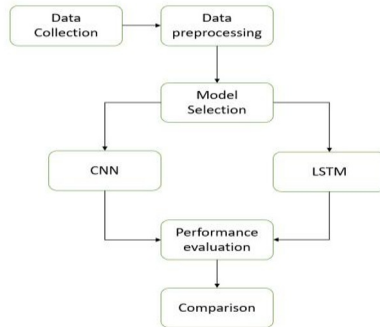 Data
Collection
Data
preprocessing
Model
Selection
CNN
LSTM
Performance
evaluation
Comparison